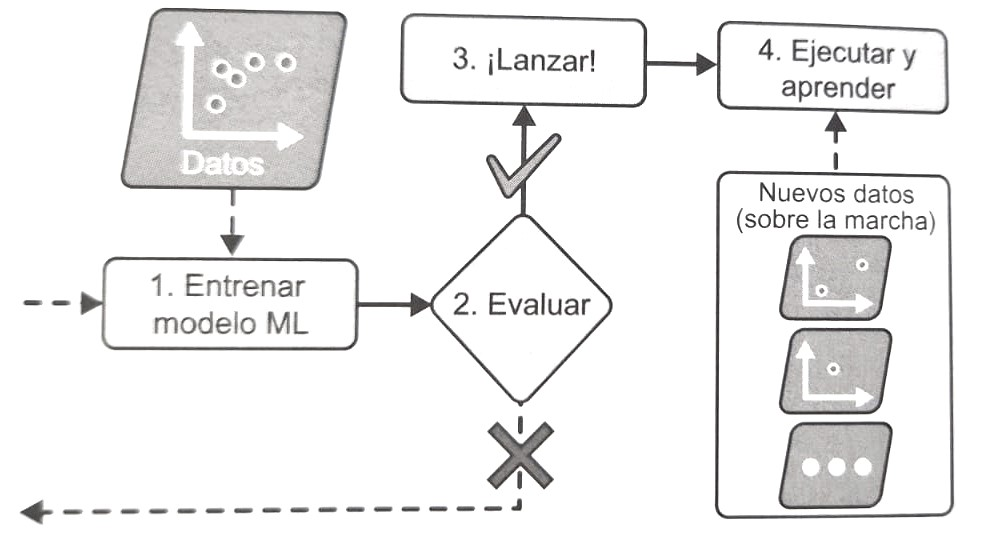 Datos
1. Entrenar
modelo ML
2. Evaluar
3. ¡Lanzar!
4. Ejecutar y
aprender
Nuevos datos
(sobre la marcha)